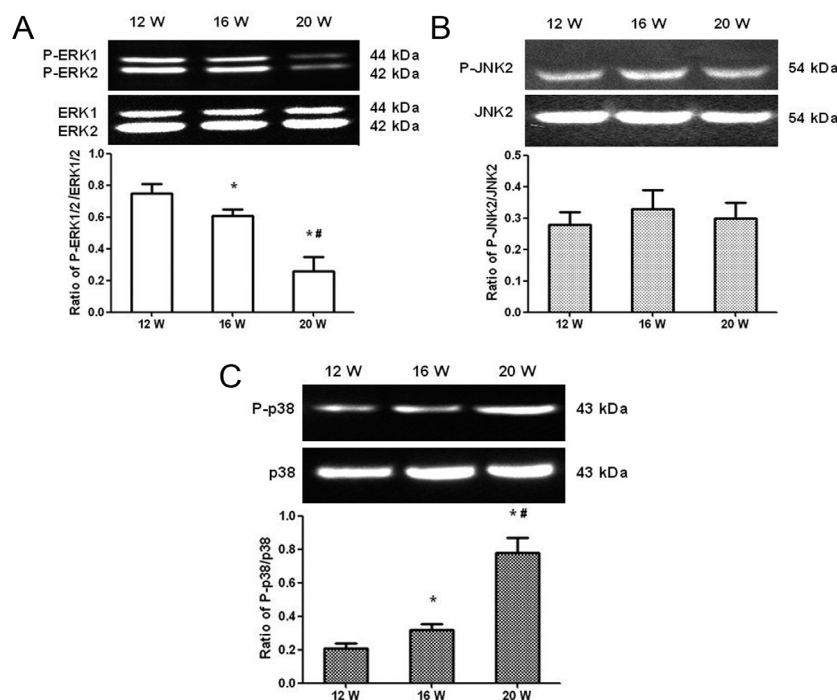 A
12 W 16 W 20 W
P-ERK1 44 kDa
P-ERK2 42 kDa
ERK1 44 kDa
ERK2 42 kDa
Ratio of P-ERK1/2/ERK1/2
1.0
0.8
0.6
0.4
0.2
0.0
*
*#
12 W 16 W 20 W
B
12 W 16 W 20 W
P-JNK2 54 kDa
JNK2 54 kDa
Ratio of P-JNK2/JNK2
0.5
0.4
0.3
0.2
0.1
0.0
12 W 16 W 20 W
C
12 W 16 W 20 W
P-p38 43 kDa
p38 43 kDa
Ratio of P-p38/p38
1.0
0.8
0.6
0.4
0.2
0.0
*
*#
12 W 16 W 20 W